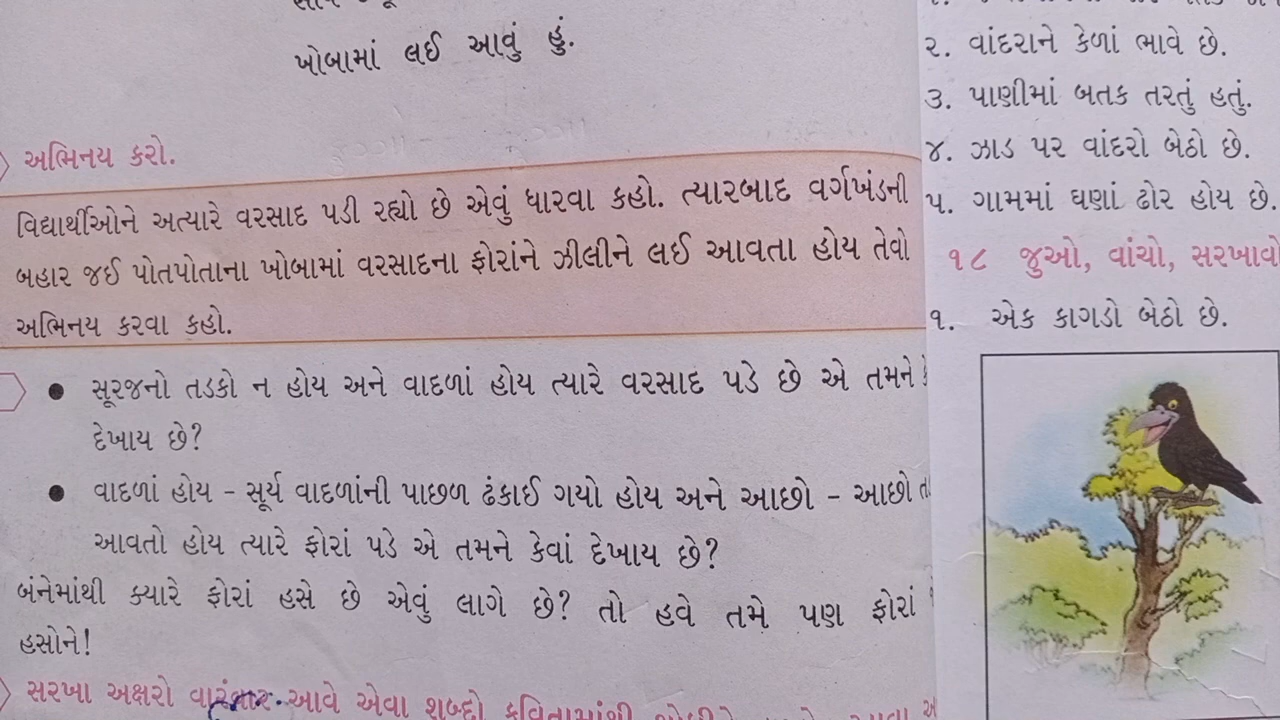 ખોબામાં લઈ આવું હું.
અભિનય કરો.
વિદ્યાર્થીઓને અત્યારે વરસાદ પડી રહ્યો છે એવું ધારવા કહો. ત્યારબાદ વર્ગખંડની
બહાર જઈ પોતપોતાના ખોબામાં વરસાદના ફોરાંને ઝીલીને લઈ આવતા હોય તેવો
અભિનય કરવા કહો.
● સૂરજનો તડકો ન હોય અને વાદળાં હોય ત્યારે વરસાદ પડે છે એ તમને
દેખાય છે?
● વાદળાં હોય – સૂર્ય વાદળાંની પાછળ ઢંકાઈ ગયો હોય અને આછો – આછો
આવતો હોય ત્યારે ફોરાં પડે એ તમને કેવાં દેખાય છે?
બંનેમાંથી ક્યારે ફોરાં હસે છે એવું લાગે છે? તો હવે તમે પણ ફોરાં
હસોને!
સરખા અક્ષરો વારંવાર આવે એવા શબ્દો કવિતામાંથી
૨. વાંદરાને કેળાં ભાવે છે.
૩. પાણીમાં બતક તરતું હતું.
૪. ઝાડ પર વાંદરો બેઠો છે.
૫. ગામમાં ઘણાં ઢોર હોય છે.
૧૮ જુઓ, વાંચો, સરખાવો
૧. એક કાગડો બેઠો છે.